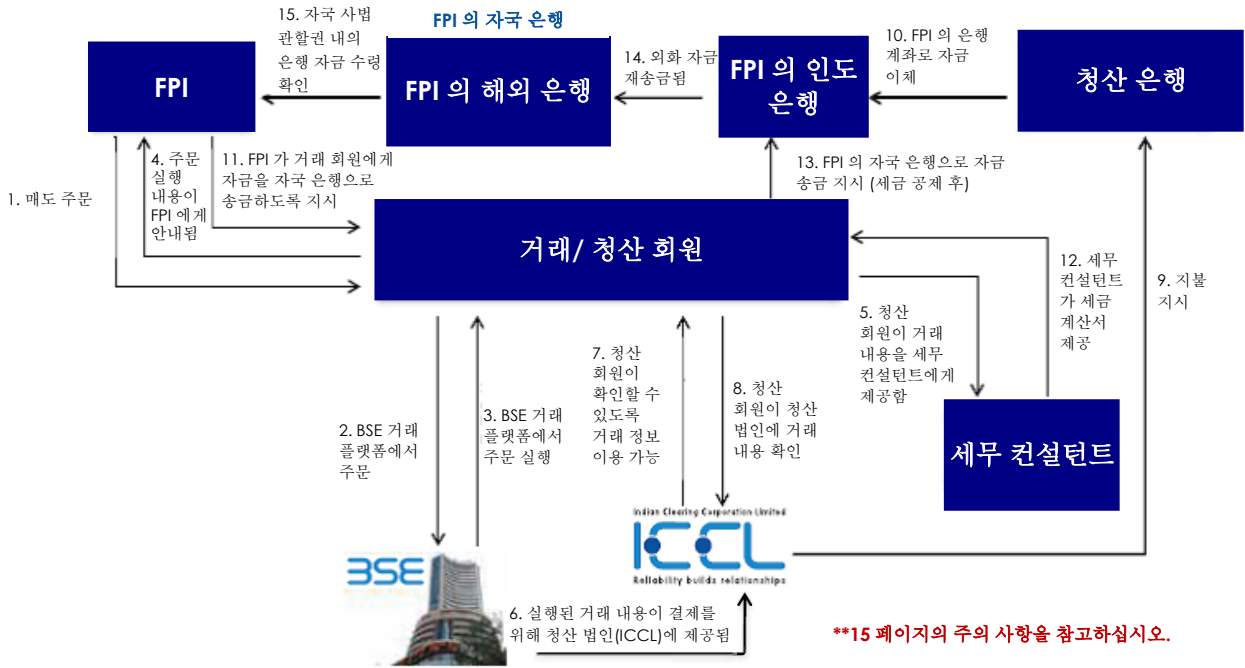 15. 자국 사법
관할권 내의
은행 자금 수령
확인
FPI 의 자국 은행
FPI
FPI 의 해외 은행
14. 외화 자금
재송금됨
FPI 의 인도
은행
10. FPI 의 은행
계좌로 자금
이체
청산 은행
1. 매도 주문
4. 주문
실행
내용이
FPI 에게
안내됨
11. FPI 가 거래 회원에게
자금을 자국 은행으로
송금하도록 지시
13. FPI 의 자국 은행으로 자금
송금 지시 (세금 공제 후)
거래/ 청산 회원
12. 세무
컨설턴트
가 세금
계산서
제공
9. 지불
지시
5. 청산
회원이 거래
내용을 세무
컨설턴트에게
제공함
2. BSE 거래
플랫폼에서
주문
3. BSE 거래
플랫폼에서
주문 실행
7. 청산
회원이
확인할 수
있도록
거래 정보
이용 가능
8. 청산
회원이 청산
법인에 거래
내용 확인
세무 컨설턴트
Indian Clearing Corporation Limited
ICCL
Reliability builds relationships
BSE
6. 실행된 거래 내용이 결제를
위해 청산 법인(ICCL)에 제공됨
**15 페이지의 주의 사항을 참고하십시오.